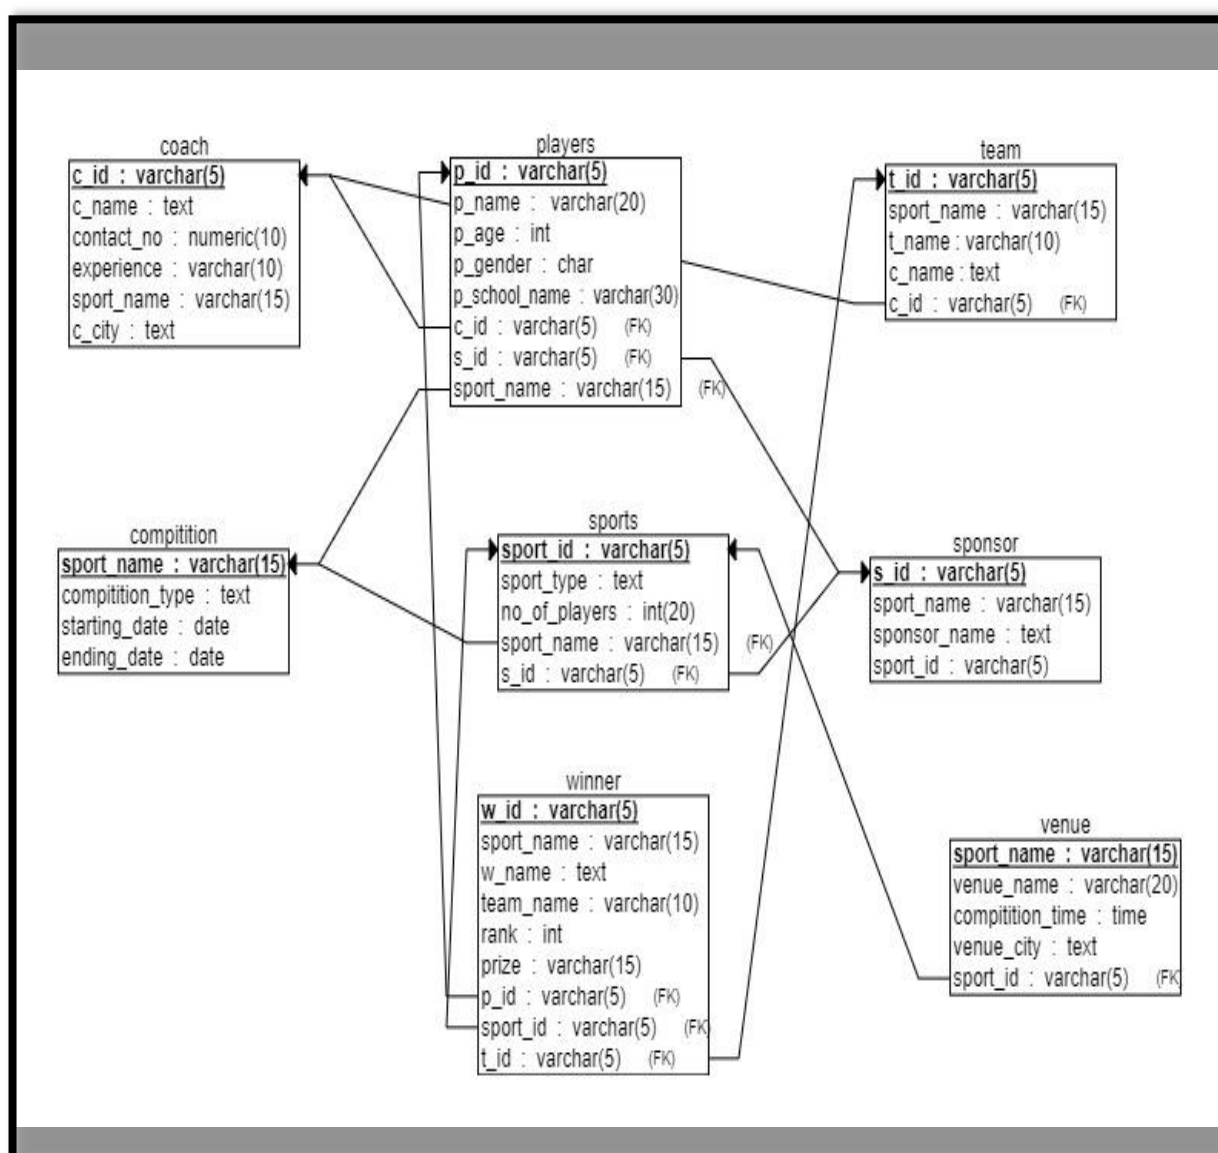 coach
c_id : varchar(5)
c_name : text
contact_no : numeric(10)
experience : varchar(10)
sport_name : varchar(15)
c_city : text
players
p_id : varchar(5)
p_name : varchar(20)
p_age : int
p_gender : char
p_school_name : varchar(30)
c_id : varchar(5) (FK)
s_id : varchar(5) (FK)
sport_name : varchar(15) (FK)
team
t_id : varchar(5)
sport_name : varchar(15)
t_name : varchar(10)
c_name : text
c_id : varchar(5) (FK)
compitition
sport_name : varchar(15)
compitition_type : text
starting_date : date
ending_date : date
sports
sport_id : varchar(5)
sport_type : text
no_of_players : int(20)
sport_name : varchar(15) (FK)
s_id : varchar(5) (FK)
sponsor
s_id : varchar(5)
sport_name : varchar(15)
sponsor_name : text
sport_id : varchar(5)
winner
w_id : varchar(5)
sport_name : varchar(15)
w_name : text
team_name : varchar(10)
rank : int
prize : varchar(15)
p_id : varchar(5) (FK)
sport_id : varchar(5) (FK)
t_id : varchar(5) (FK)
venue
sport_name : varchar(15)
venue_name : varchar(20)
compitition_time : time
venue_city : text
sport_id : varchar(5) (FK